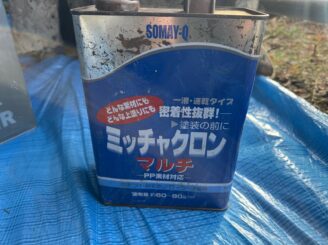 SOMAY-Q
どんな素材にも
どんな上塗りにも
一液・速乾タイプ
密着性抜群!
▶塗装の前に
ミッチャクロン
マルチ
—PP素材対応—